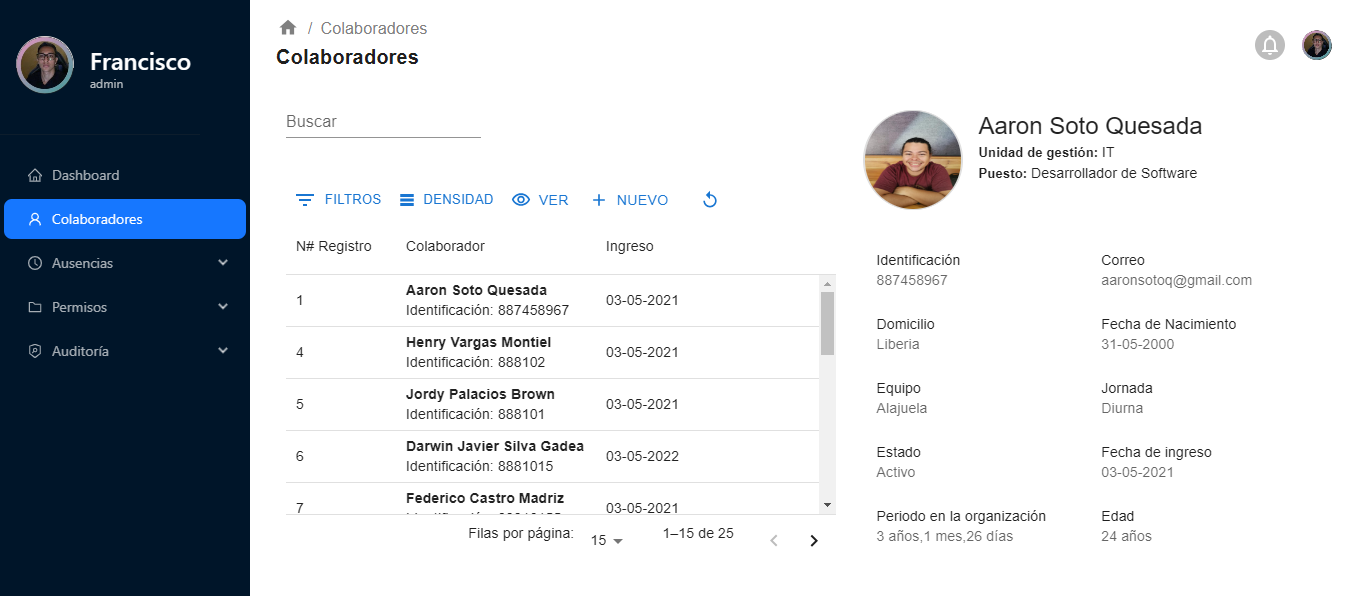 Francisco
admin
Dashboard
Colaboradores
Ausencias
Permisos
Auditoría
/ Colaboradores
Colaboradores
Buscar
FILTROS DENSIDAD VER NUEVO
N# Registro Colaborador Ingreso
1 Aaron Soto Quesada 03-05-2021
Identificación: 887458967
4 Henry Vargas Montiel 03-05-2021
Identificación: 888102
5 Jordy Palacios Brown 03-05-2021
Identificación: 888101
6 Darwin Javier Silva Gadea 03-05-2022
Identificación: 8881015
7 Federico Castro Madriz 03-05-2021
Filas por página: 15 1–15 de 25
Aaron Soto Quesada
Unidad de gestión: IT
Puesto: Desarrollador de Software
Identificación
887458967
Correo
aaronsotoq@gmail.com
Domicilio
Liberia
Fecha de Nacimiento
31-05-2000
Equipo
Alajuela
Jornada
Diurna
Estado
Activo
Fecha de ingreso
03-05-2021
Periodo en la organización
3 años,1 mes,26 días
Edad
24 años